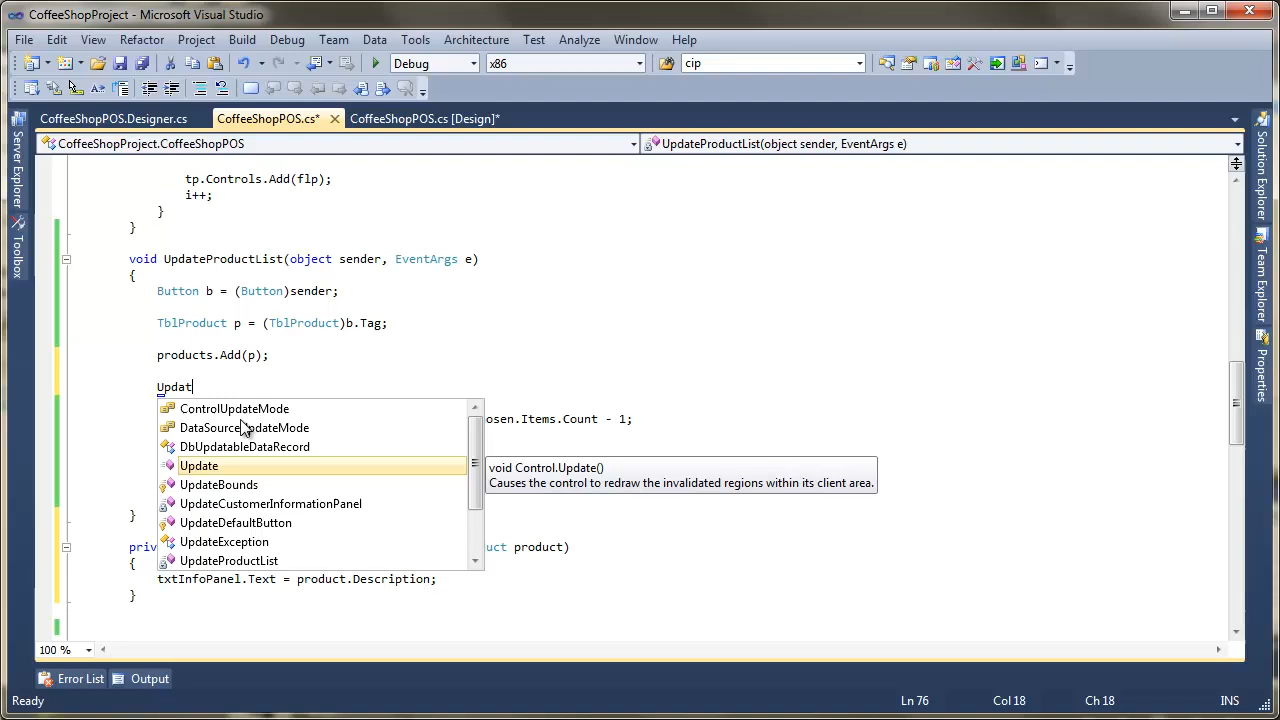 CoffeeShopProject - Microsoft Visual Studio
File Edit View Refactor Project Build Debug Team Data Tools Architecture Test Analyze Window Help
Debug x86 cip
CoffeeShopPOS.Designer.cs CoffeeShopPOS.cs* CoffeeShopPOS.cs [Design]*
CoffeeShopProject.CoffeeShopPOS UpdateProductList(object sender, EventArgs e)
Server Explorer
Toolbox
Solution Explorer
Team Explorer
Properties
tp.Controls.Add(flp);
i++;
}
}
void UpdateProductList(object sender, EventArgs e)
{
Button b = (Button)sender;
TblProduct p = (TblProduct)b.Tag;
products.Add(p);
Updat
ControlUpdateMode
osen.Items.Count - 1;
DataSourceUpdateMode
DbUpdatableDataRecord
Update
void Control.Update()
Causes the control to redraw the invalidated regions within its client area.
UpdateBounds
UpdateCustomerInformationPanel
}
UpdateDefaultButton
UpdateException
priv uct product)
UpdateProductList
{
txtInfoPanel.Text = product.Description;
}
100 %
Error List Output
Ready Ln 76 Col 18 Ch 18 INS